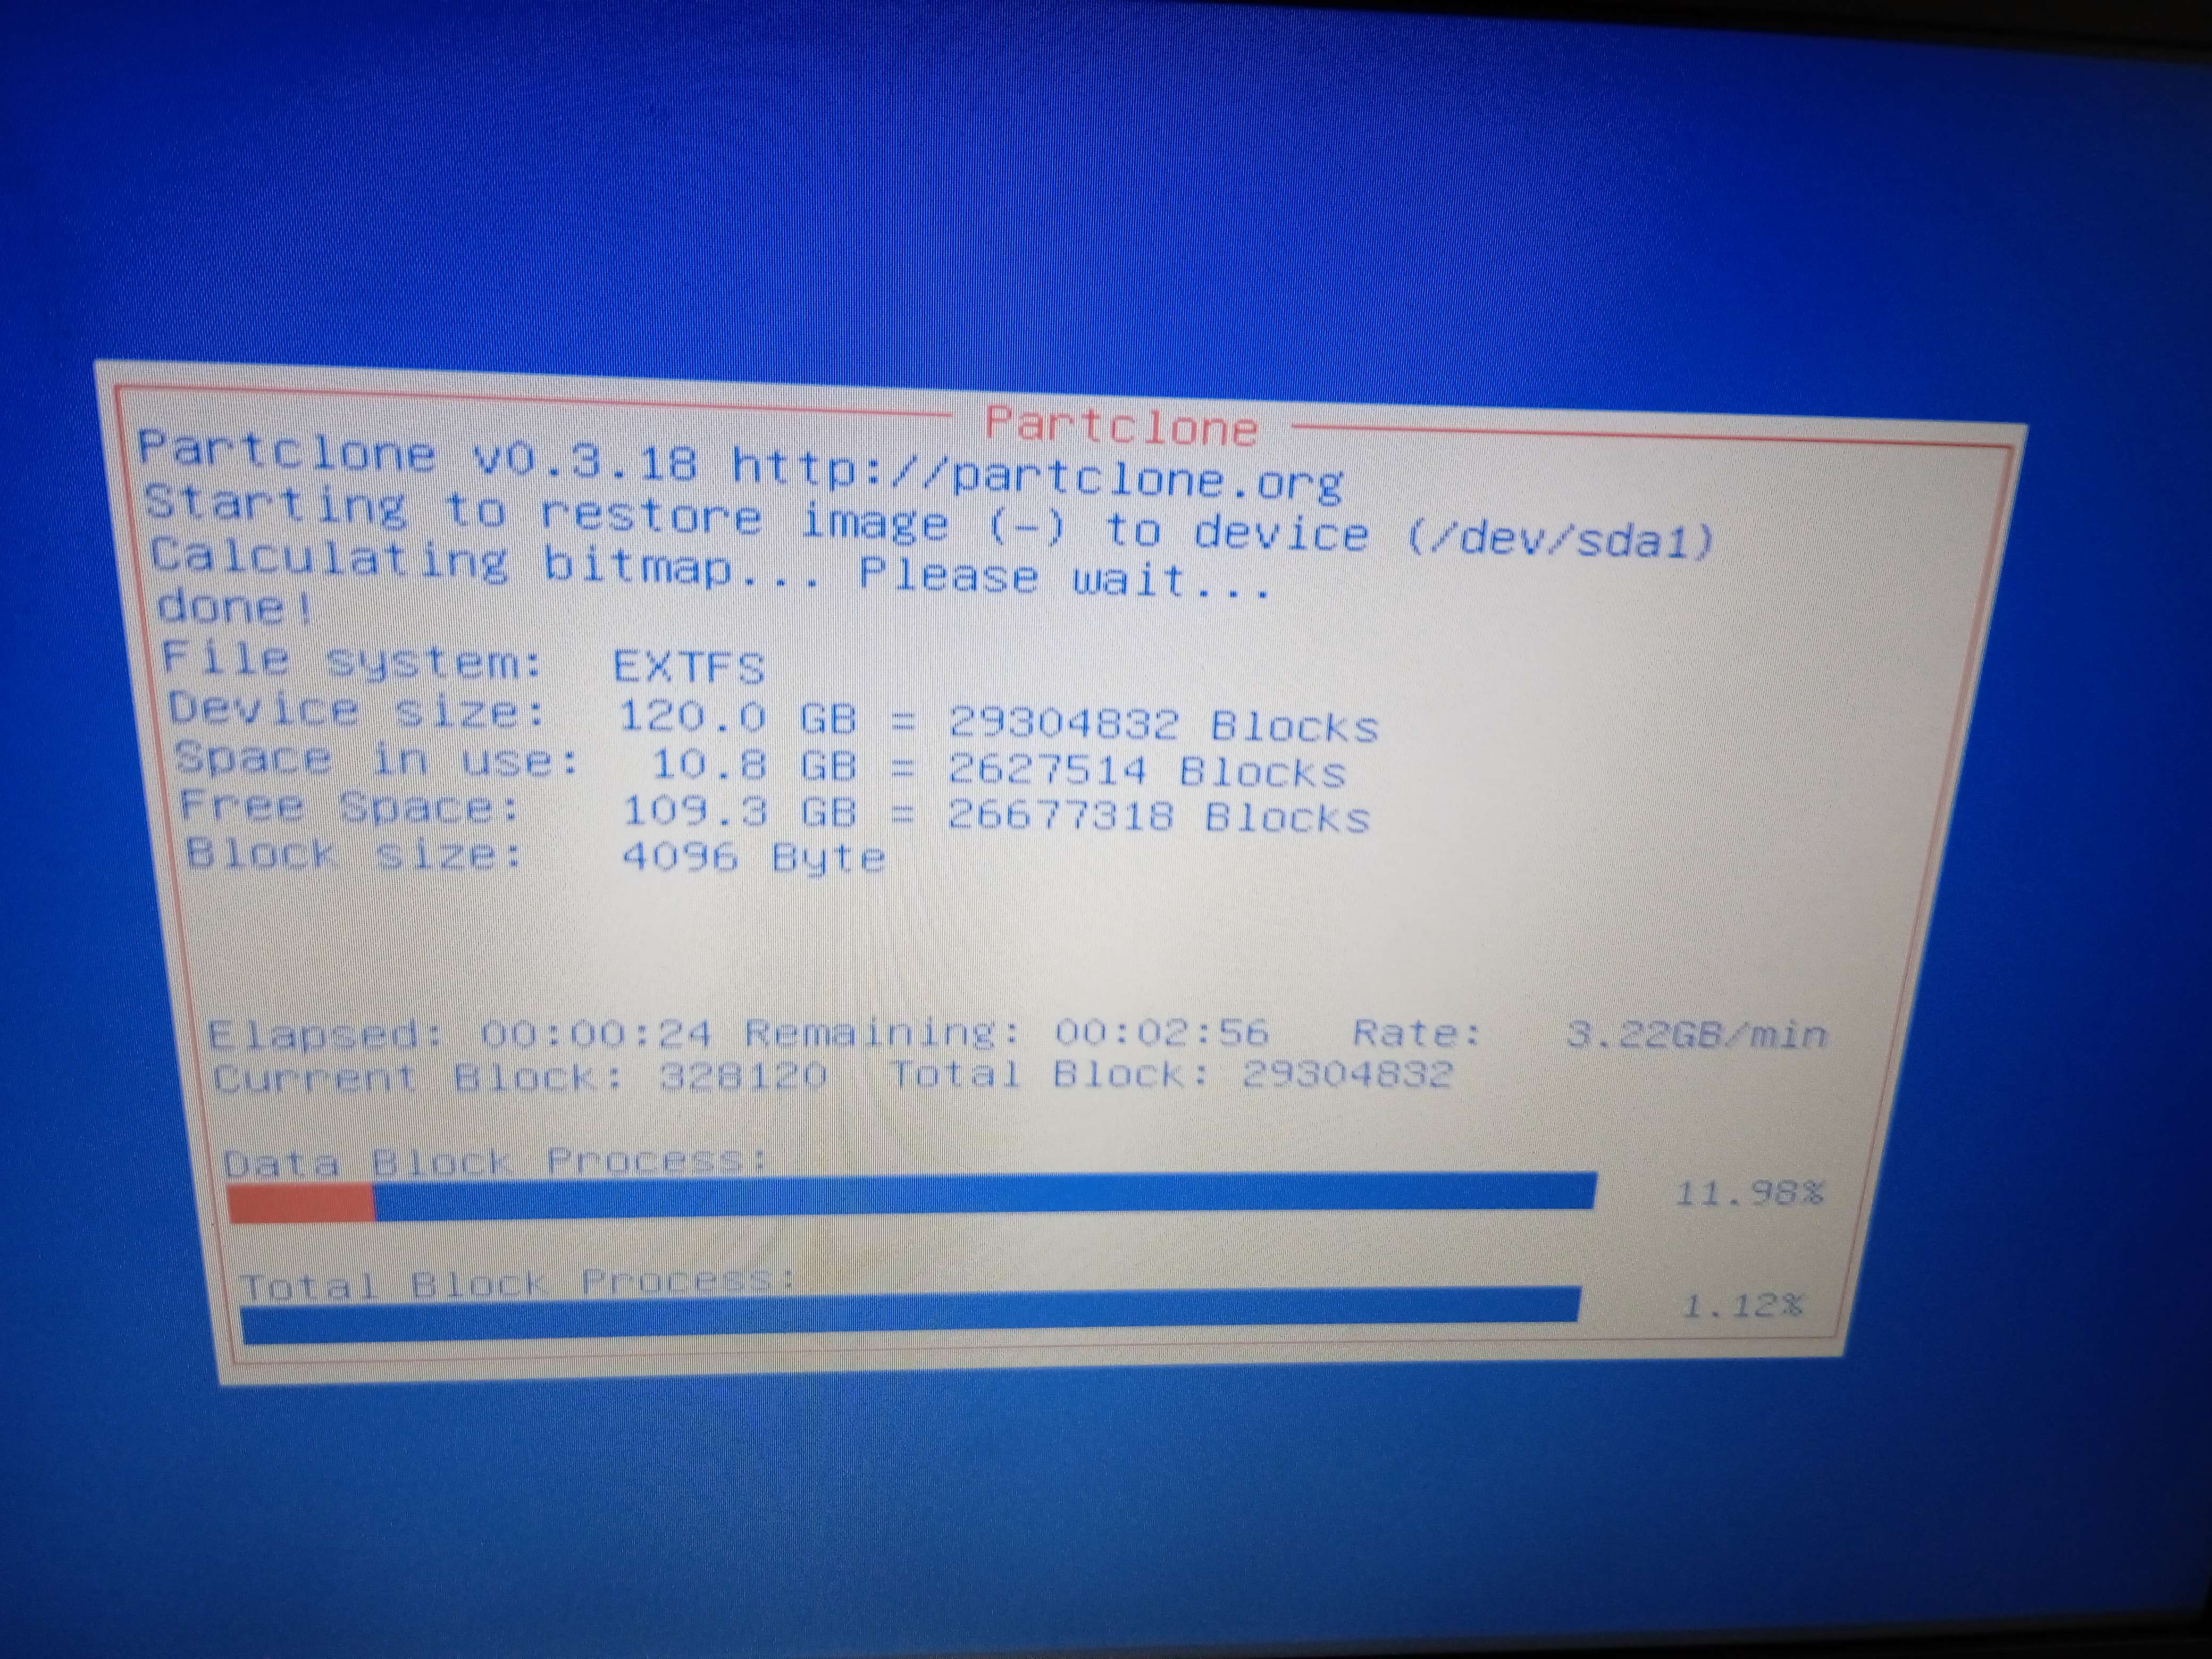 Partclone
Partclone v0.3.18 http://partclone.org
Starting to restore image (-) to device (/dev/sda1)
Calculating bitmap... Please wait...
done!
File system: EXTFS
Device size: 120.0 GB = 29304832 Blocks
Space in use: 10.8 GB = 2627514 Blocks
Free Space: 109.3 GB = 26677318 Blocks
Block size: 4096 Byte
Elapsed: 00:00:24 Remaining: 00:02:56 Rate: 3.22GB/min
Current Block: 328120 Total Block: 29304832
Data Block Process:
11.98%
Total Block Process:
1.12%